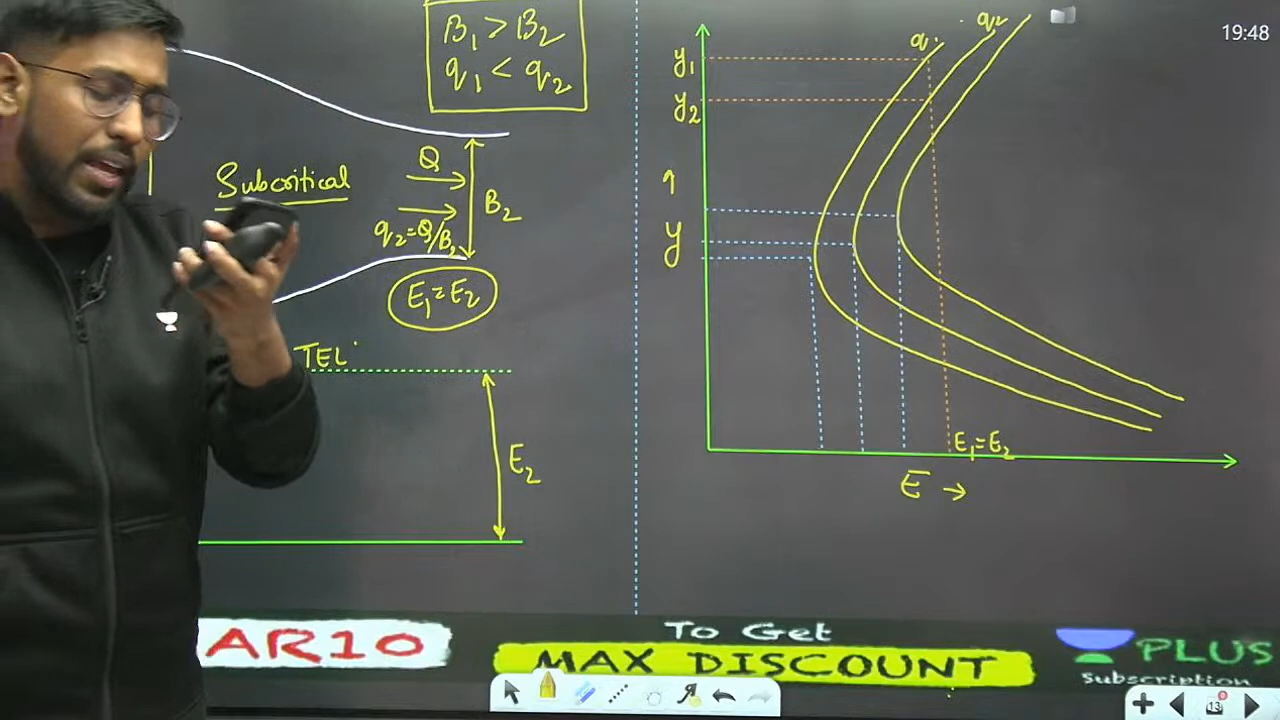 B₁ > B₂
q₁ < q₂
Q
Subcritical
B₂
q₂=Q/B₂
E₁=E₂
TEL
E₂
19:48
q₁
q₂
y₁
y₂
y
E₁=E₂
E →
AR10
To Get
MAX DISCOUNT
PLUS
Subscription
13